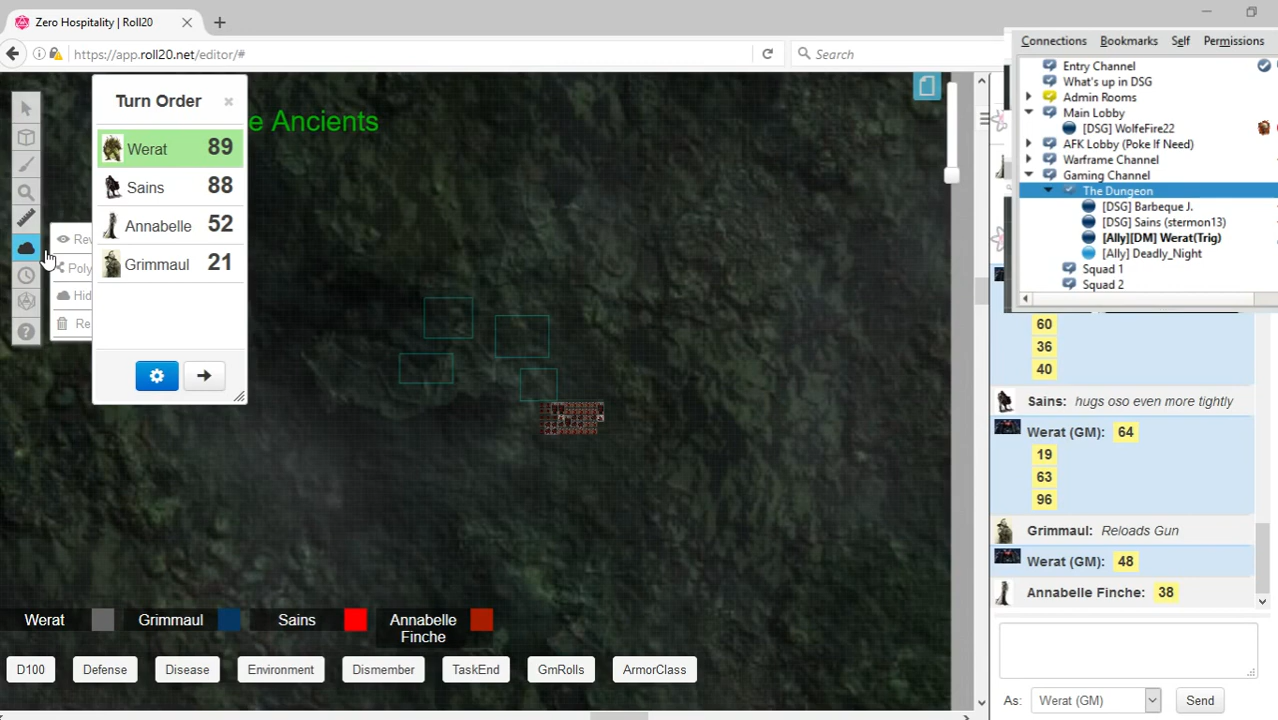 Zero Hospitality | Roll20
https://app.roll20.net/editor/#
Search
Connections Bookmarks Self Permissions
Entry Channel
What's up in DSG
Admin Rooms
Main Lobby
[DSG] WolfeFire22
AFK Lobby (Poke If Need)
Warframe Channel
Gaming Channel
The Dungeon
[DSG] Barbeque J.
[DSG] Sains (stermon13)
[Ally][DM] Werat(Trig)
[Ally] Deadly_Night
Squad 1
Squad 2
Turn Order
Werat 89
Sains 88
Annabelle 52
Grimmaul 21
e Ancients
Rev
Poly
Hid
Re
60
36
40
Sains: hugs oso even more tightly
Werat (GM): 64
19
63
96
Grimmaul: Reloads Gun
Werat (GM): 48
Annabelle Finche: 38
Werat
Grimmaul
Sains
Annabelle
Finche
D100
Defense
Disease
Environment
Dismember
TaskEnd
GmRolls
ArmorClass
As: Werat (GM) Send